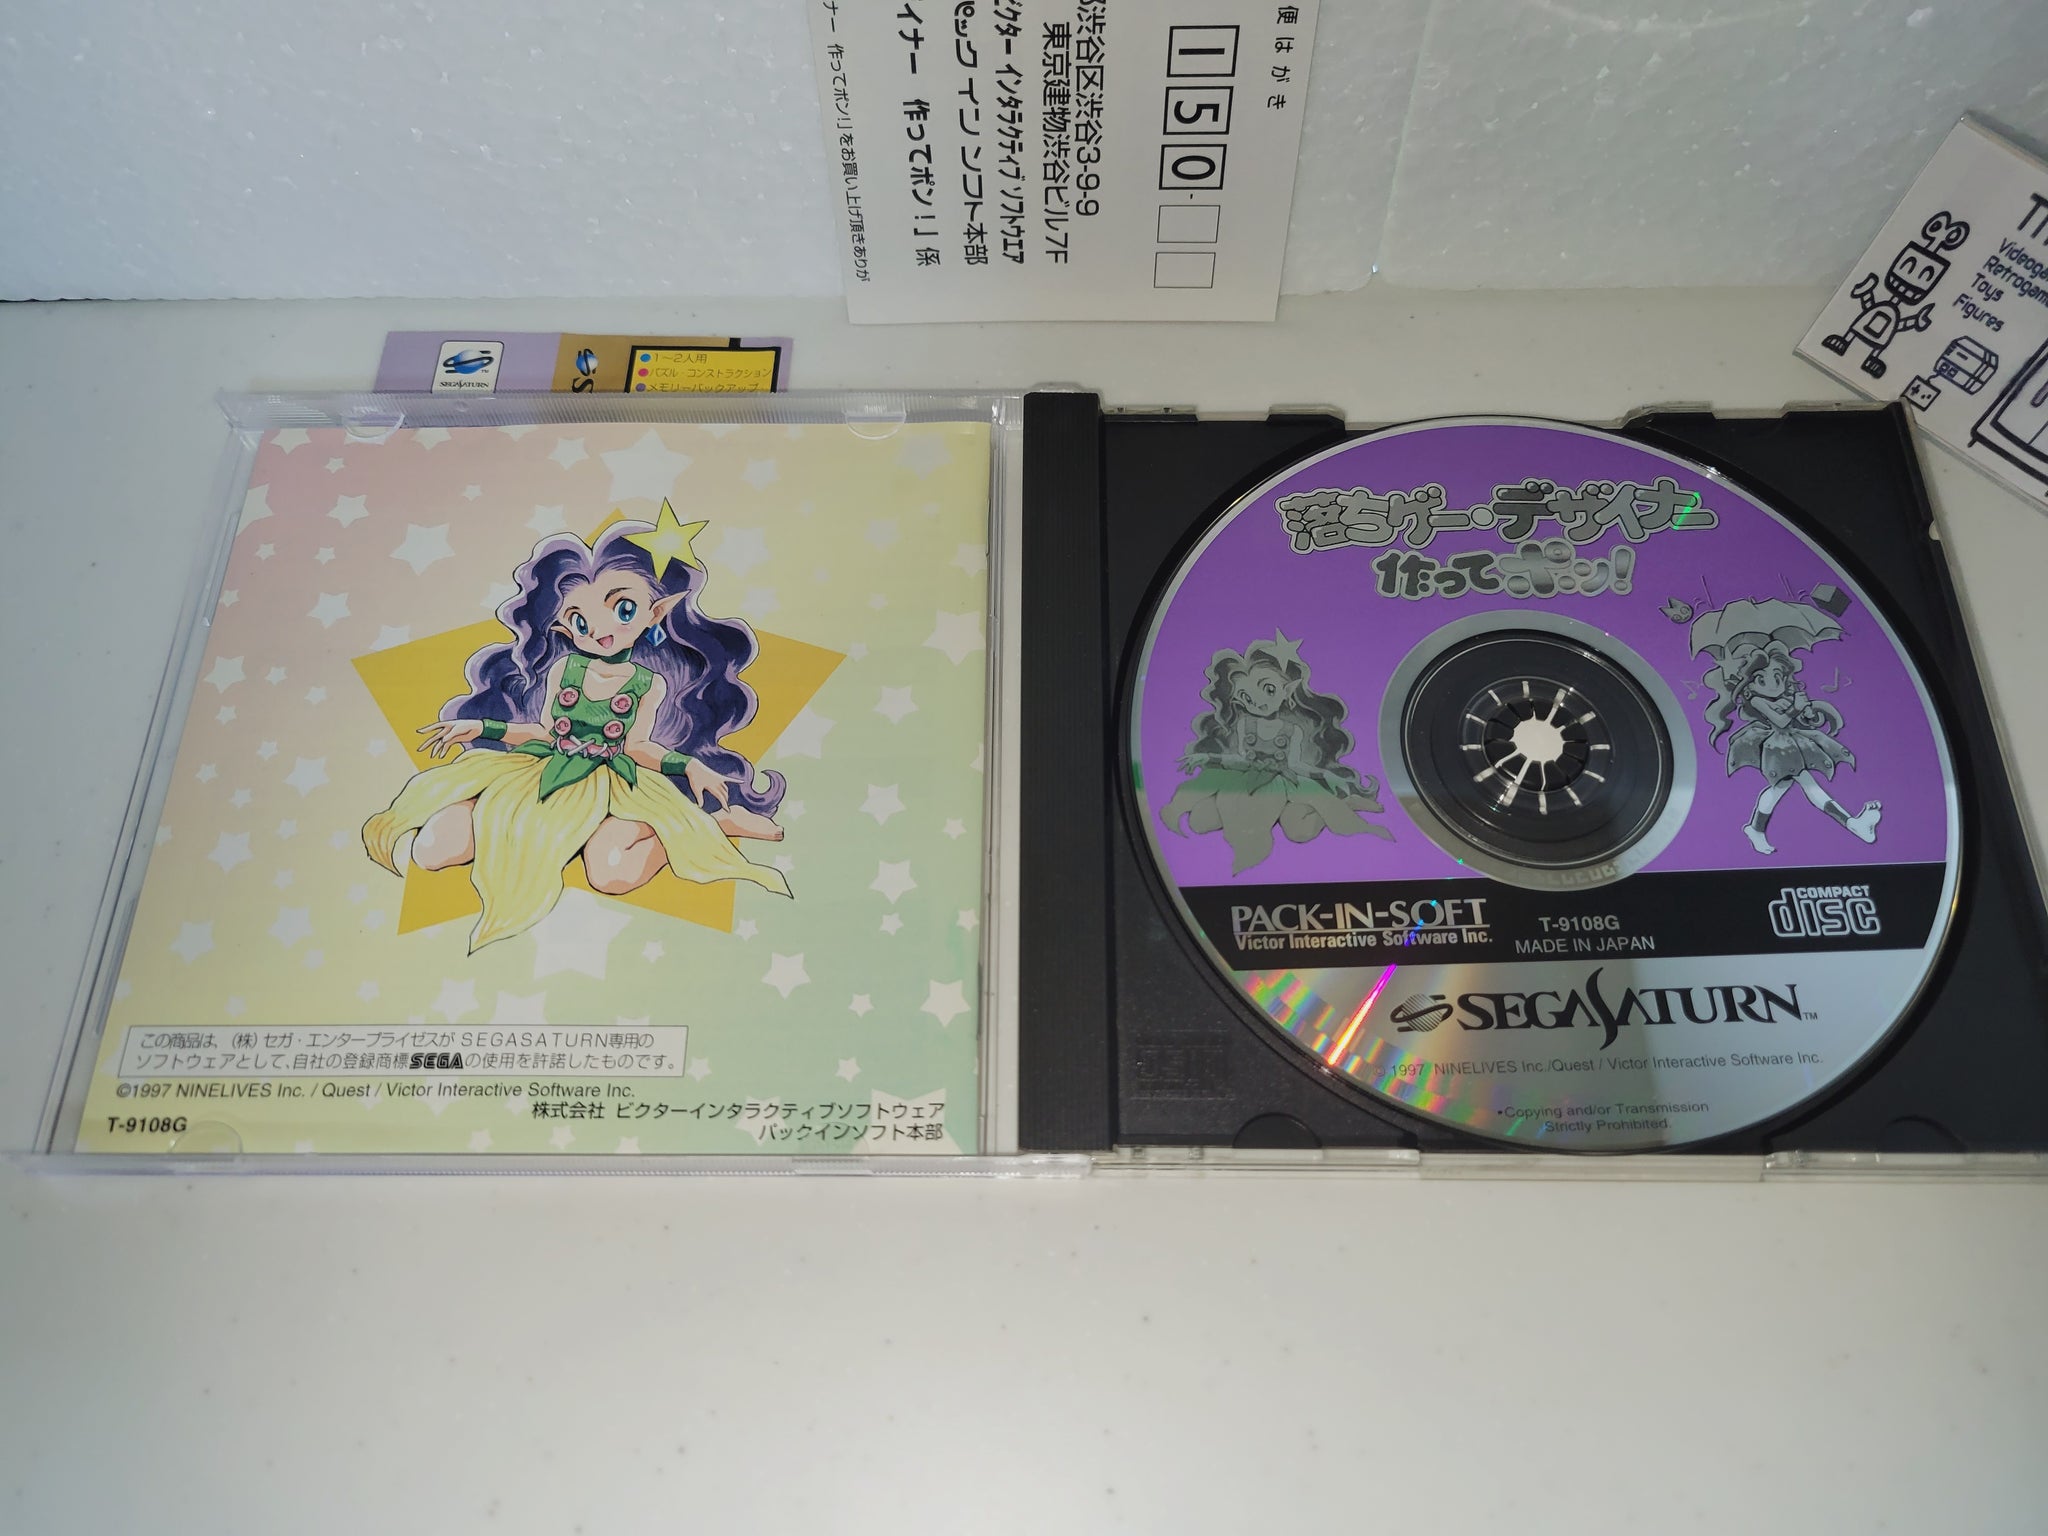 便はがき
150-
渋谷区渋谷3-9-9
東京建物渋谷ビル7F
ビクター インタラクティブ ソフトウエア
パック イン ソフト本部
イナー 作ってポン!」係
ナー 作ってポン!」をお買い上げ頂きありが
Retrogam
Toys
Figures
SEGASATURN
1〜2人用
パズル・コンストラクション
メモリーバックアップ
この商品は、(株)セガ・エンタープライゼスがSEGASATURN専用の
ソフトウェアとして、自社の登録商標SEGAの使用を許諾したものです。
©1997 NINELIVES Inc. / Quest / Victor Interactive Software Inc.
株式会社 ビクターインタラクティブソフトウェア
T-9108G
パックインソフト本部
落ちゲー・デザイナー
作ってポン!
PACK-IN-SOFT
Victor Interactive Software Inc.
T-9108G
MADE IN JAPAN
COMPACT
disc
SEGASATURN™
© 1997 NINELIVES Inc./Quest / Victor Interactive Software Inc.
•Copying and/or Transmission
Strictly Prohibited.